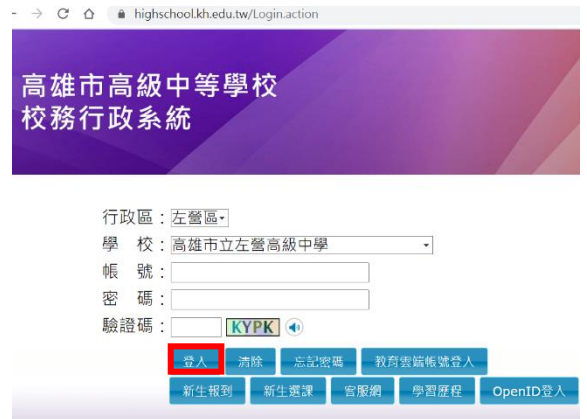 highschool.kh.edu.tw/Login.action
高雄市高級中等學校
校務行政系統
行政區：左營區
學 校：高雄市立左營高級中學
帳 號：
密 碼：
驗證碼： KYPK
登入 清除 忘記密碼 教育雲端帳號登入
新生報到 新生選課 客服網 學習歷程 OpenID登入